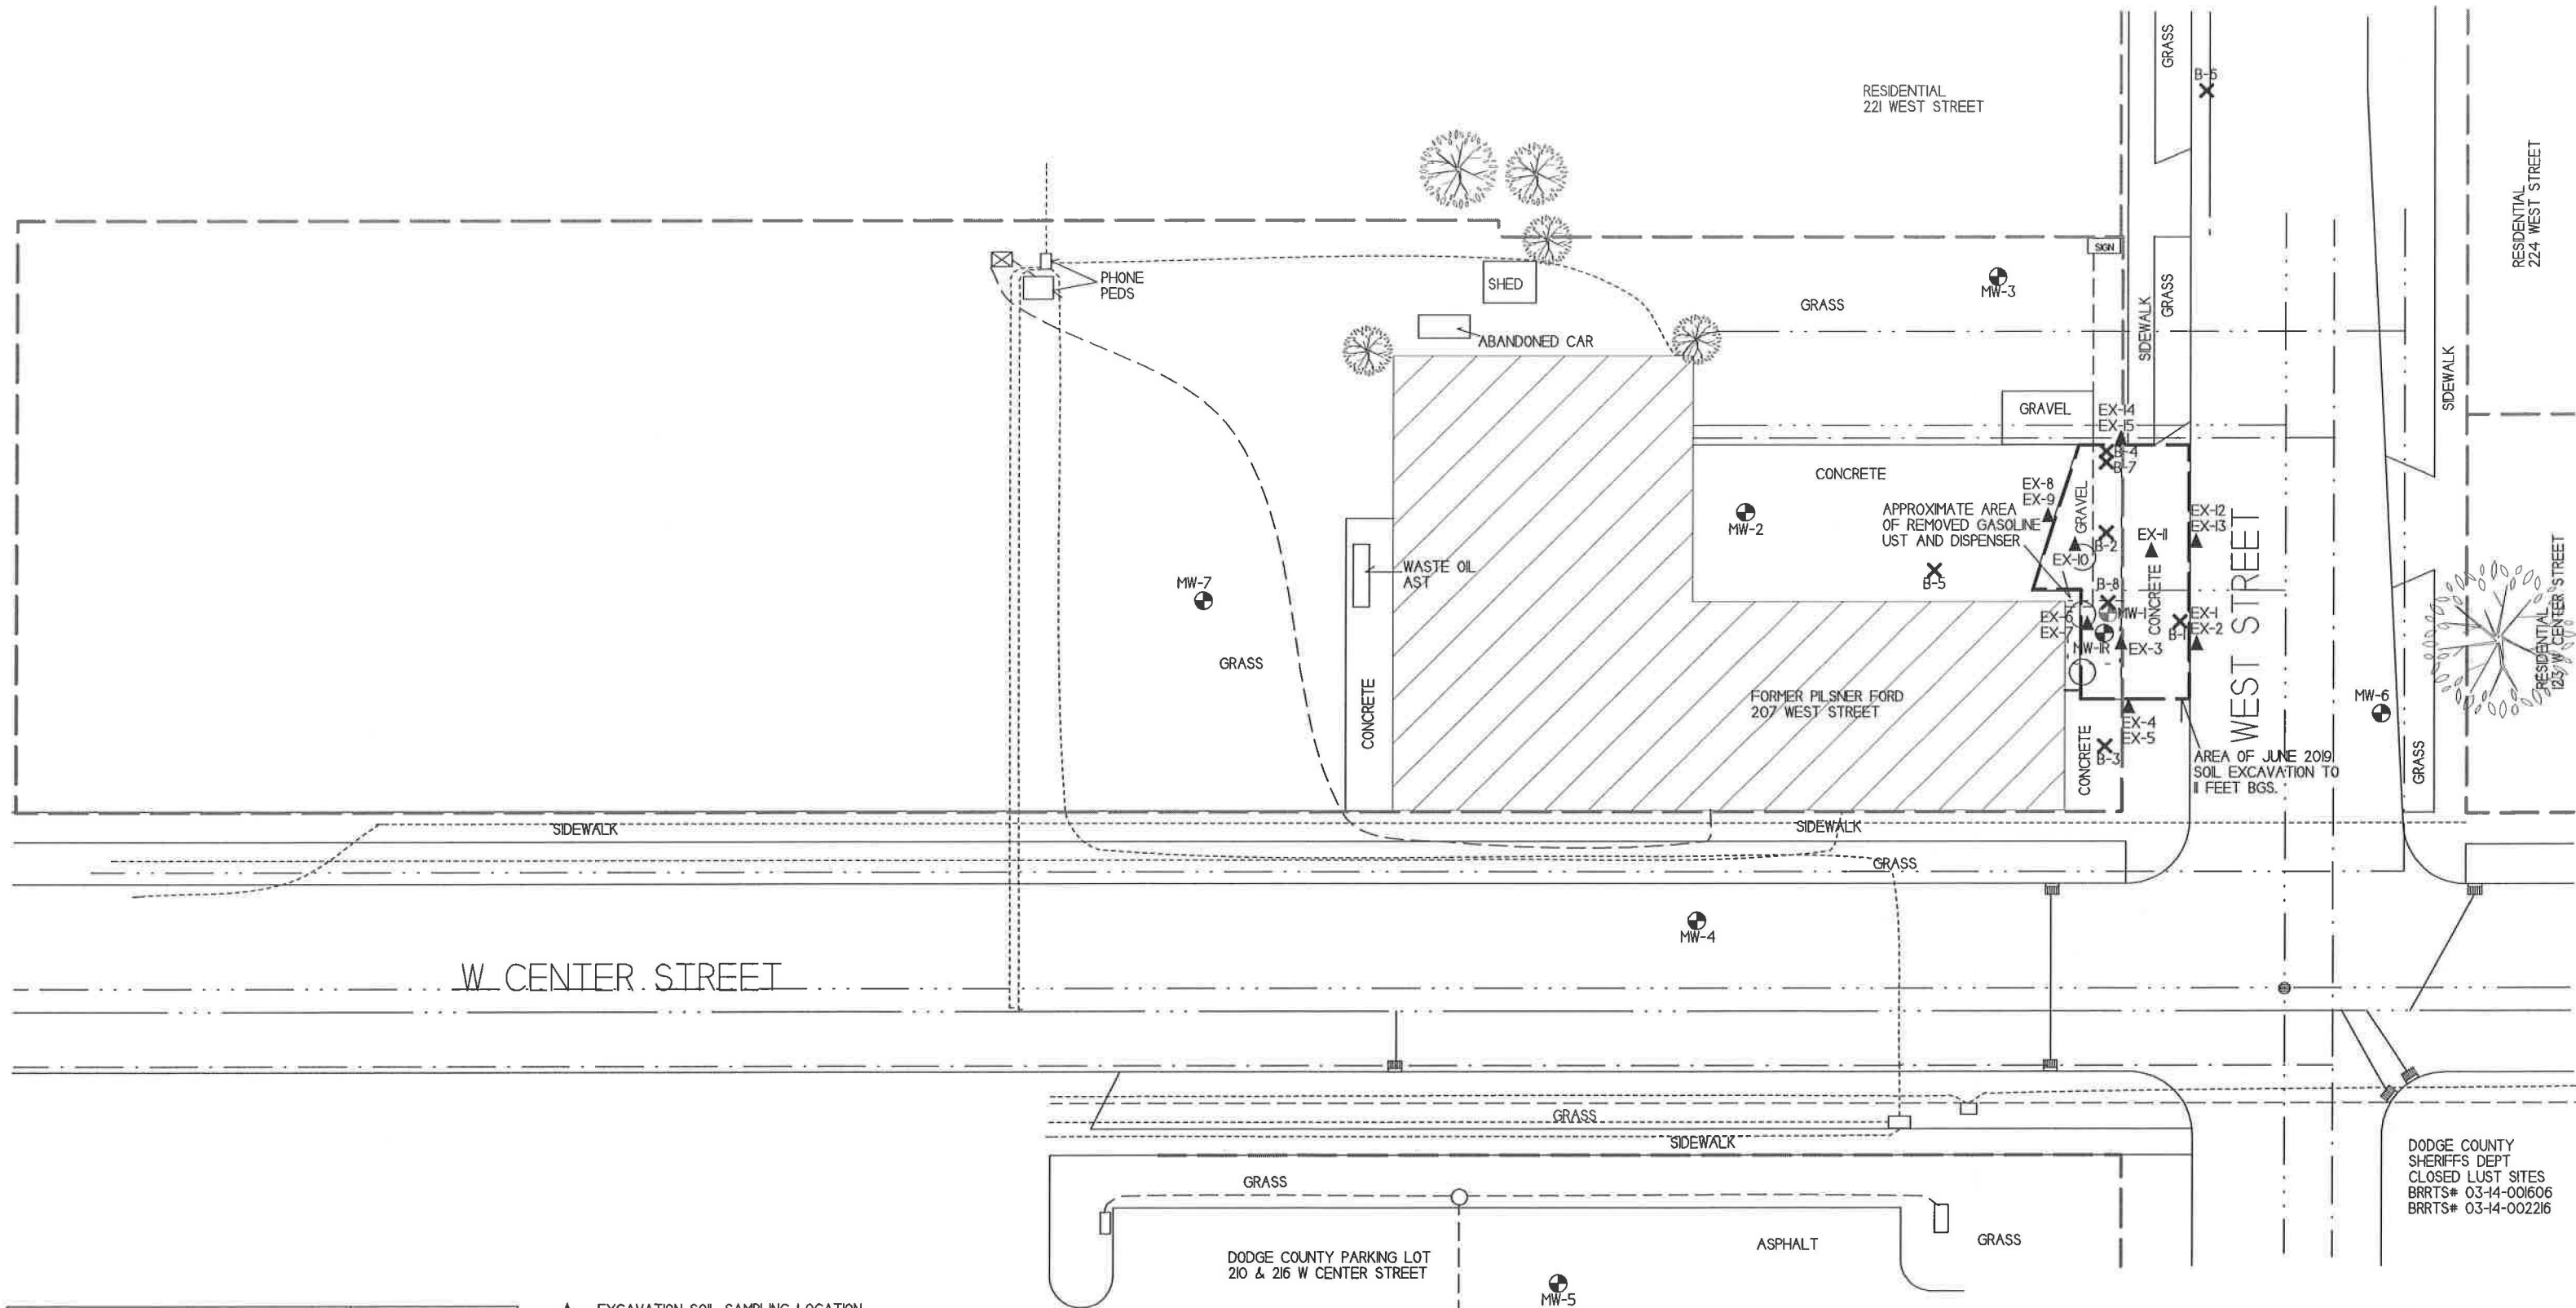 GRASS
B-6
RESIDENTIAL
221 WEST STREET
RESIDENTIAL
224 WEST STREET
SIGN
PHONE
PEDS
SHED
MW-3
GRASS
SIDEWALK
GRASS
ABANDONED CAR
SIDEWALK
GRAVEL
EX-14
EX-15
B-4
B-7
CONCRETE
EX-8
EX-9
GRAVEL
APPROXIMATE AREA
OF REMOVED GASOLINE
UST AND DISPENSER
MW-2
EX-12
EX-13
EX-11
B-2
EX-10
WASTE OIL
AST
B-5
MW-7
B-8
CONCRETE
WEST STREET
RESIDENTIAL
123 W CENTER STREET
EX-6
EX-7
MW-1
B-1
EX-1
EX-2
MW-1R
EX-3
GRASS
CONCRETE
FORMER PILSNER FORD
207 WEST STREET
MW-6
EX-4
EX-5
CONCRETE
B-3
AREA OF JUNE 2019
SOIL EXCAVATION TO
11 FEET BGS.
GRASS
SIDEWALK
SIDEWALK
GRASS
MW-4
W CENTER STREET
GRASS
SIDEWALK
DODGE COUNTY
SHERIFFS DEPT
CLOSED LUST SITES
BRRTS# 03-14-001606
BRRTS# 03-14-002216
GRASS
ASPHALT
GRASS
DODGE COUNTY PARKING LOT
210 & 216 W CENTER STREET
MW-5
EXCAVATION SOIL SAMPLING LOCATION